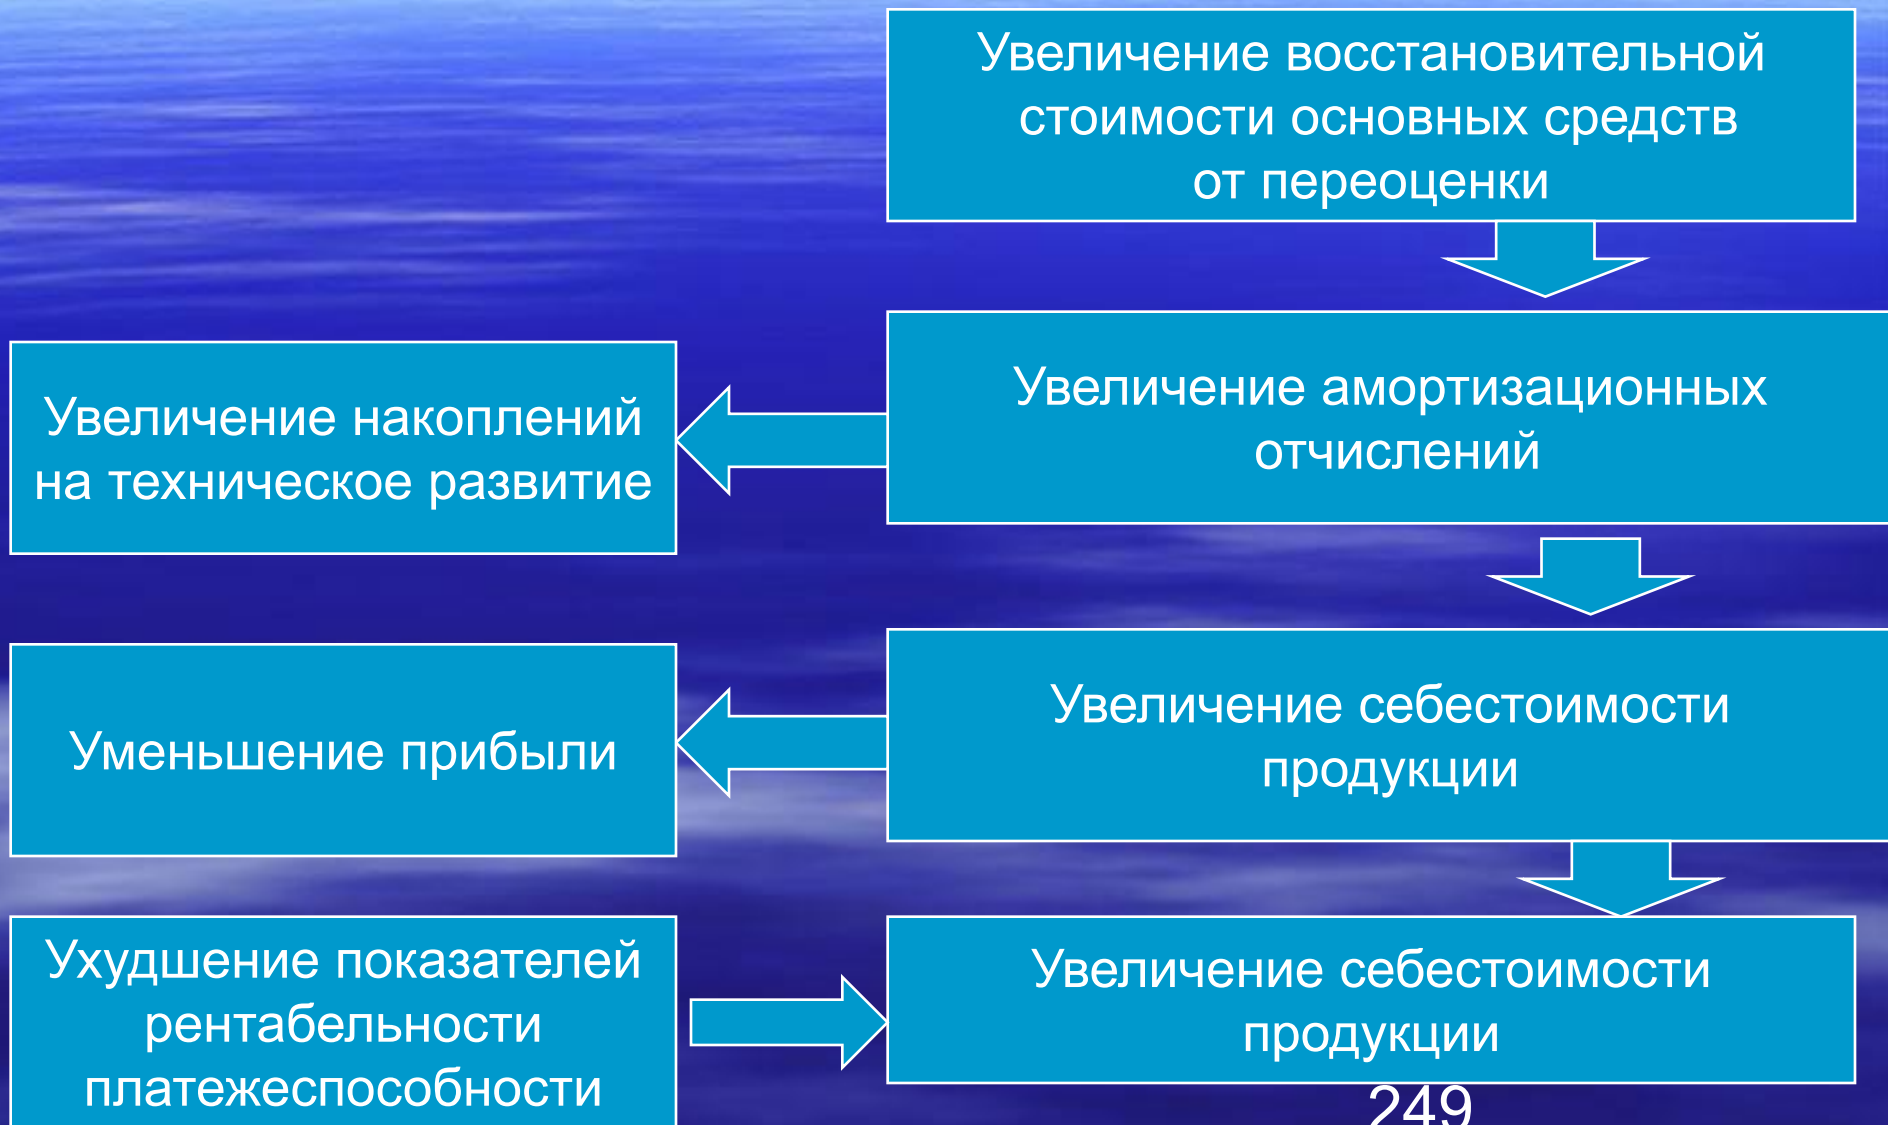 Увеличение восстановительной
стоимости основных средств
от переоценки
Увеличение накоплений
на техническое развитие
Увеличение амортизационных
отчислений
Уменьшение прибыли
Увеличение себестоимости
продукции
Ухудшение показателей
рентабельности
платежеспособности
Увеличение себестоимости
продукции
249